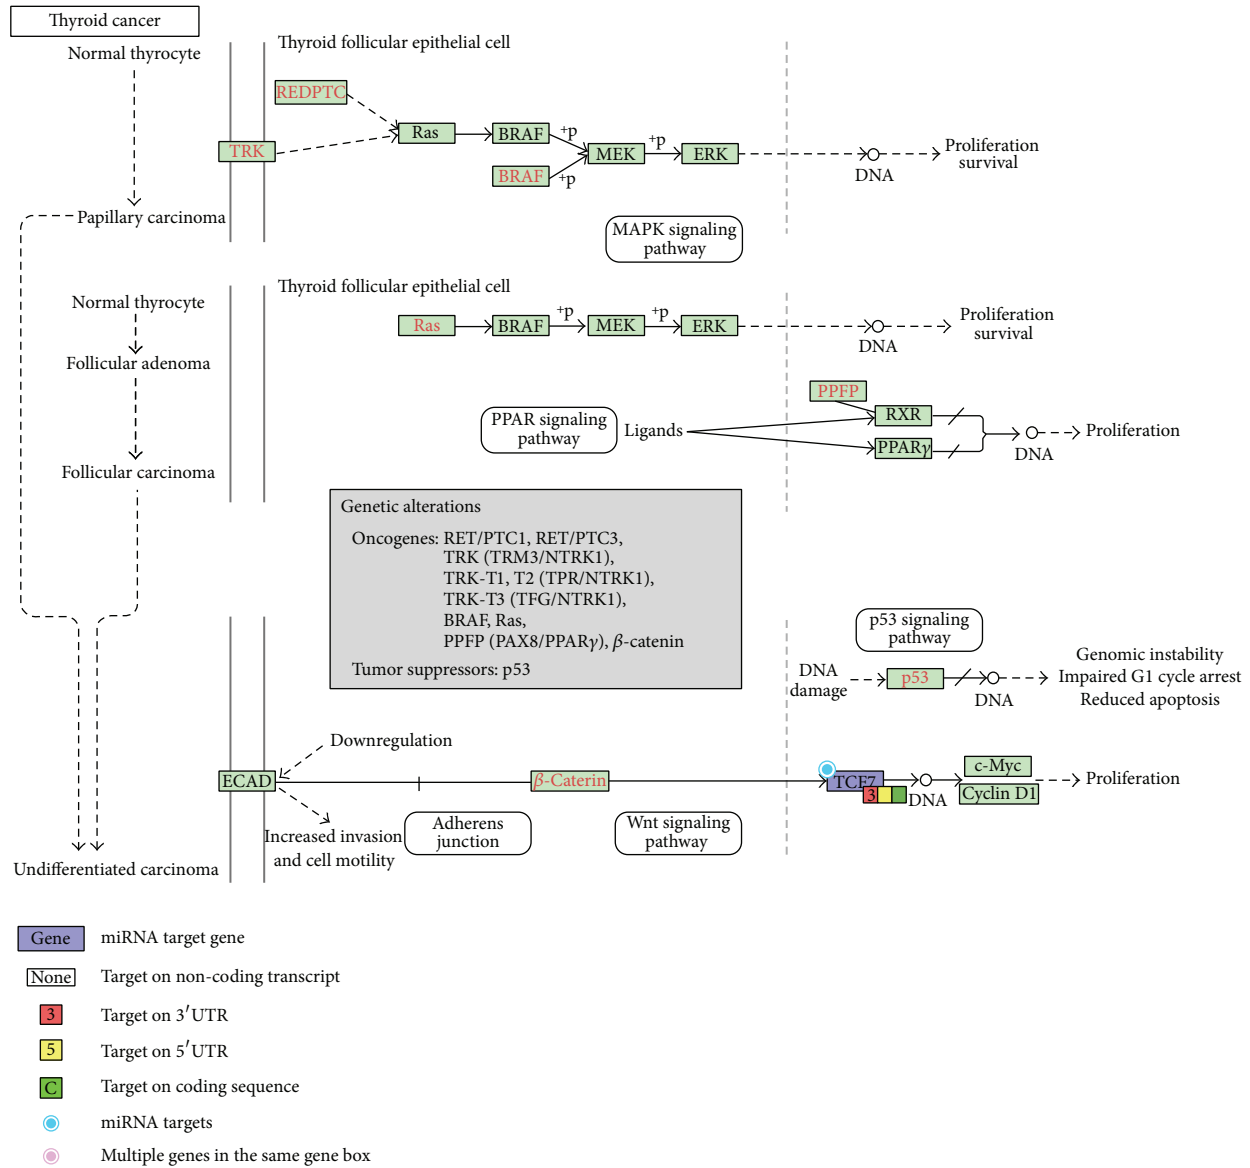 Thyroid cancer
Normal thyrocyte
Thyroid follicular epithelial cell
REDPTC
TRK
Ras
BRAF
+p
BRAF
+p
MEK
+p
ERK
DNA
Proliferation
survival
Papillary carcinoma
MAPK signaling
pathway
Normal thyrocyte
Thyroid follicular epithelial cell
Ras
BRAF
+p
MEK
+p
ERK
DNA
Proliferation
survival
Follicular adenoma
PPFP
PPAR signaling
pathway
Ligands
RXR
PPARγ
DNA
Proliferation
Follicular carcinoma
Genetic alterations
Oncogenes: RET/PTC1, RET/PTC3,
TRK (TRM3/NTRK1),
TRK-T1, T2 (TPR/NTRK1),
TRK-T3 (TFG/NTRK1),
BRAF, Ras,
PPFP (PAX8/PPARγ), β-catenin
Tumor suppressors: p53
p53 signaling
pathway
DNA
damage
p53
DNA
Genomic instability
Impaired G1 cycle arrest
Reduced apoptosis
Downregulation
ECAD
β-Caterin
TCF7
3
DNA
c-Myc
Cyclin D1
Proliferation
Increased invasion
and cell motility
Adherens
junction
Wnt signaling
pathway
Undifferentiated carcinoma
Gene miRNA target gene
None Target on non-coding transcript
3 Target on 3′UTR
5 Target on 5′UTR
C Target on coding sequence
miRNA targets
Multiple genes in the same gene box